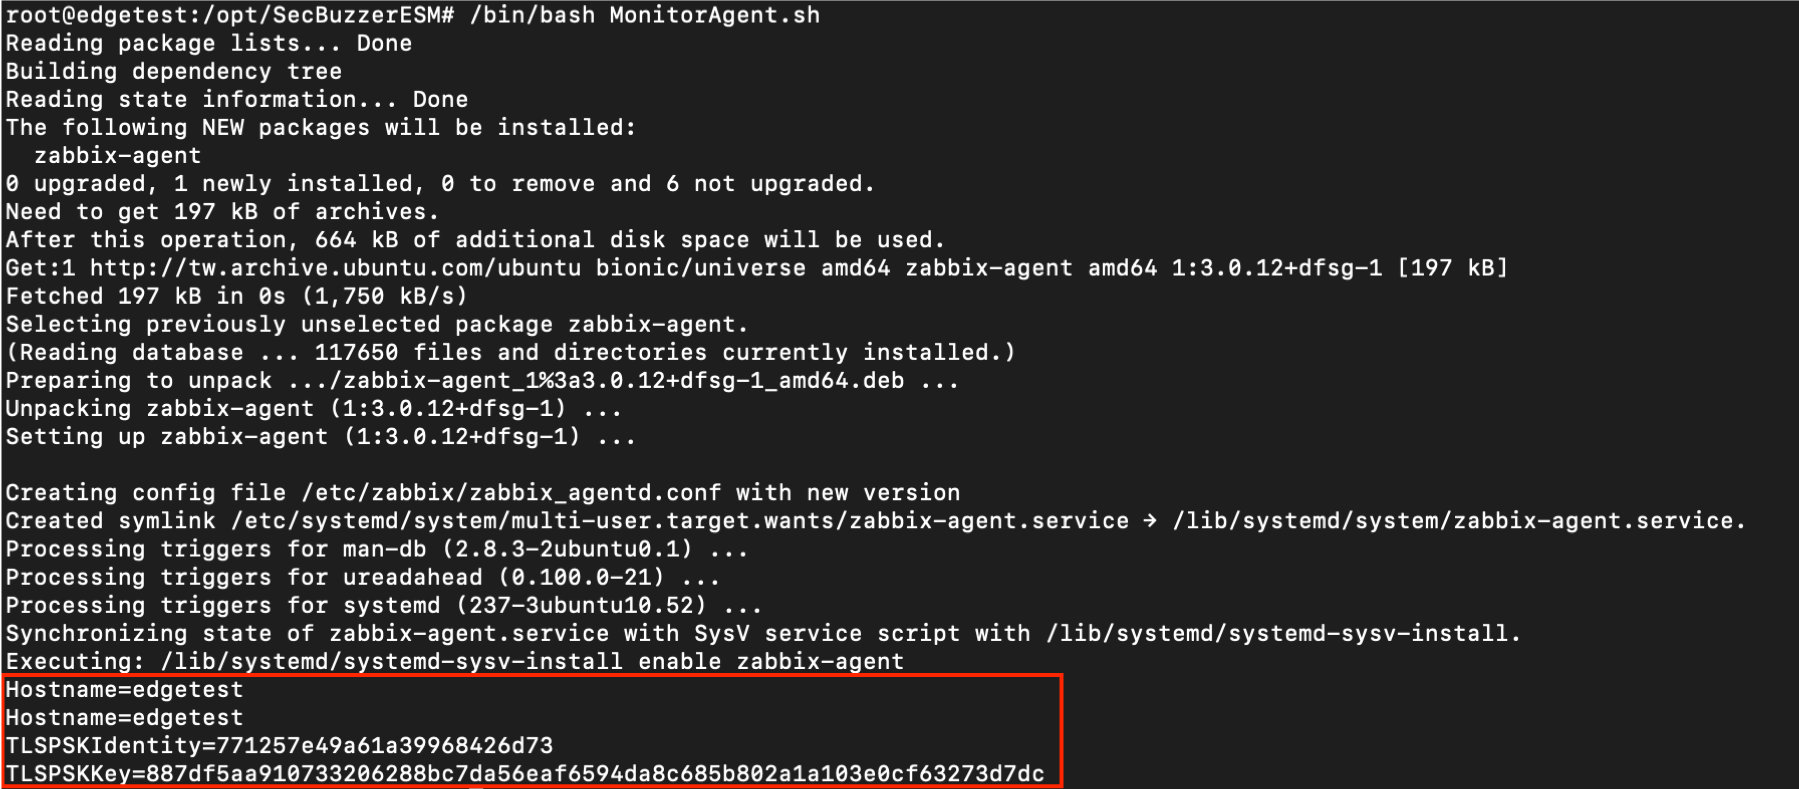 root@edgetest:/opt/SecBuzzerESM# /bin/bash MonitorAgent.sh
Reading package lists... Done
Building dependency tree
Reading state information... Done
The following NEW packages will be installed:
  zabbix-agent
0 upgraded, 1 newly installed, 0 to remove and 6 not upgraded.
Need to get 197 kB of archives.
After this operation, 664 kB of additional disk space will be used.
Get:1 http://tw.archive.ubuntu.com/ubuntu bionic/universe amd64 zabbix-agent amd64 1:3.0.12+dfsg-1 [197 kB]
Fetched 197 kB in 0s (1,750 kB/s)
Selecting previously unselected package zabbix-agent.
(Reading database ... 117650 files and directories currently installed.)
Preparing to unpack .../zabbix-agent_1%3a3.0.12+dfsg-1_amd64.deb ...
Unpacking zabbix-agent (1:3.0.12+dfsg-1) ...
Setting up zabbix-agent (1:3.0.12+dfsg-1) ...

Creating config file /etc/zabbix/zabbix_agentd.conf with new version
Created symlink /etc/systemd/system/multi-user.target.wants/zabbix-agent.service → /lib/systemd/system/zabbix-agent.service.
Processing triggers for man-db (2.8.3-2ubuntu0.1) ...
Processing triggers for ureadahead (0.100.0-21) ...
Processing triggers for systemd (237-3ubuntu10.52) ...
Synchronizing state of zabbix-agent.service with SysV service script with /lib/systemd/systemd-sysv-install.
Executing: /lib/systemd/systemd-sysv-install enable zabbix-agent
Hostname=edgetest
Hostname=edgetest
TLSPSKIdentity=771257e49a61a39968426d73
TLSPSKKey=887df5aa910733206288bc7da56eaf6594da8c685b802a1a103e0cf63273d7dc